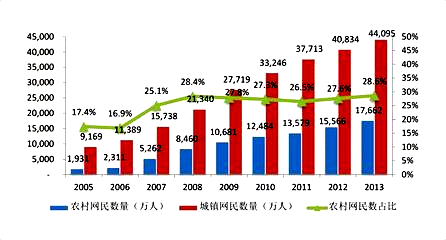 44,095
45,000 40,834 50%
40,000 37,713 45%
35,000 33,246 40%
30,000 25.1% 28.4% 27,719 27.3% 26.5% 27.6% 28.6% 35%
25,000 27.8% 30%
20,000 17.4% 16.9% 15,738 21,340 25%
15,000 9,169 11,389 17,662 20%
10,000 8,460 10,681 12,484 13,579 15,566 15%
5,000 1,931 2,311 5,262 10%
- 5%
0%
2005 2006 2007 2008 2009 2010 2011 2012 2013
农村网民数量（万人） 城镇网民数量（万人） 农村网民数占比